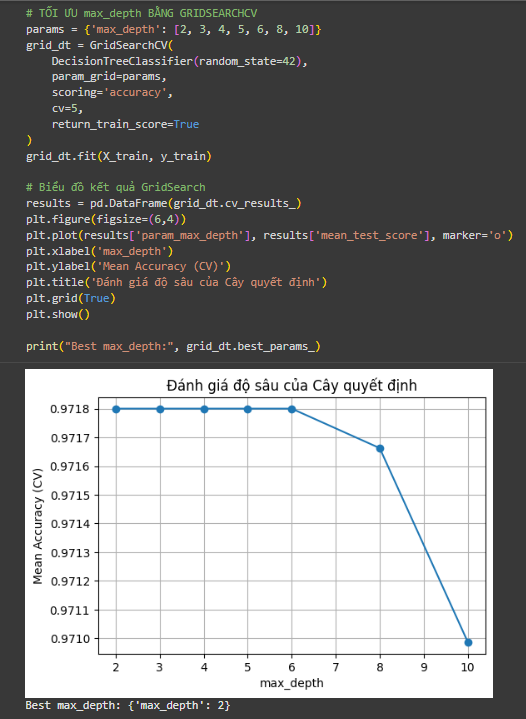 # TỐI ƯU max_depth BẰNG GRIDSEARCHCV
params = {'max_depth': [2, 3, 4, 5, 6, 8, 10]}
grid_dt = GridSearchCV(
    DecisionTreeClassifier(random_state=42),
    param_grid=params,
    scoring='accuracy',
    cv=5,
    return_train_score=True
)
grid_dt.fit(X_train, y_train)

# Biểu đồ kết quả GridSearch
results = pd.DataFrame(grid_dt.cv_results_)
plt.figure(figsize=(6,4))
plt.plot(results['param_max_depth'], results['mean_test_score'], marker='o')
plt.xlabel('max_depth')
plt.ylabel('Mean Accuracy (CV)')
plt.title('Đánh giá độ sâu của Cây quyết định')
plt.grid(True)
plt.show()

print("Best max_depth:", grid_dt.best_params_)
Đánh giá độ sâu của Cây quyết định
0.9718
0.9717
0.9716
0.9715
0.9714
0.9713
0.9712
0.9711
0.9710
Mean Accuracy (CV)
2 3 4 5 6 7 8 9 10
max_depth
Best max_depth: {'max_depth': 2}